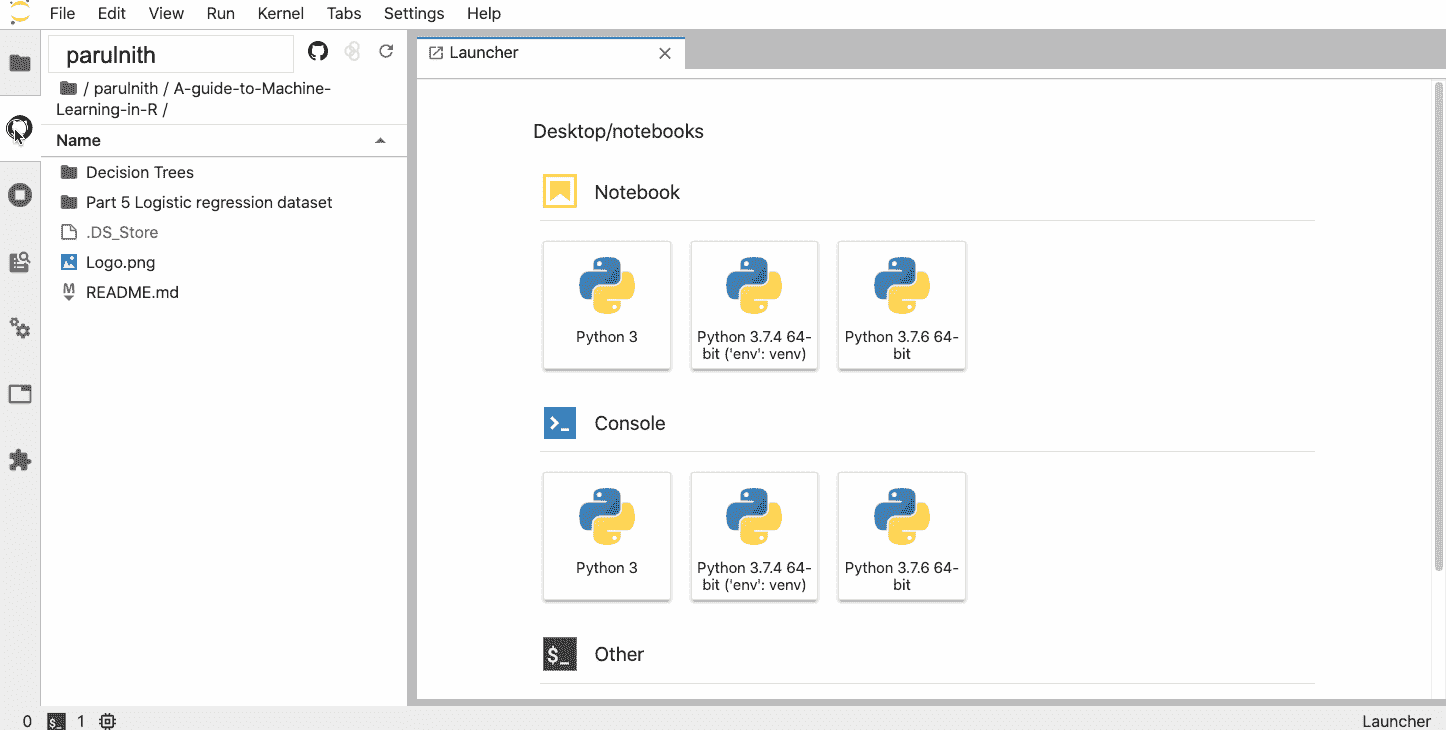 File Edit View Run Kernel Tabs Settings Help
parulnith
/ parulnith / A-guide-to-Machine-
Learning-in-R /
Name
Decision Trees
Part 5 Logistic regression dataset
.DS_Store
Logo.png
README.md
Launcher
Desktop/notebooks
Notebook
Python 3
Python 3.7.4 64-
bit ('env': venv)
Python 3.7.6 64-
bit
Console
Python 3
Python 3.7.4 64-
bit ('env': venv)
Python 3.7.6 64-
bit
$_ Other
0 $_ 1
Launcher